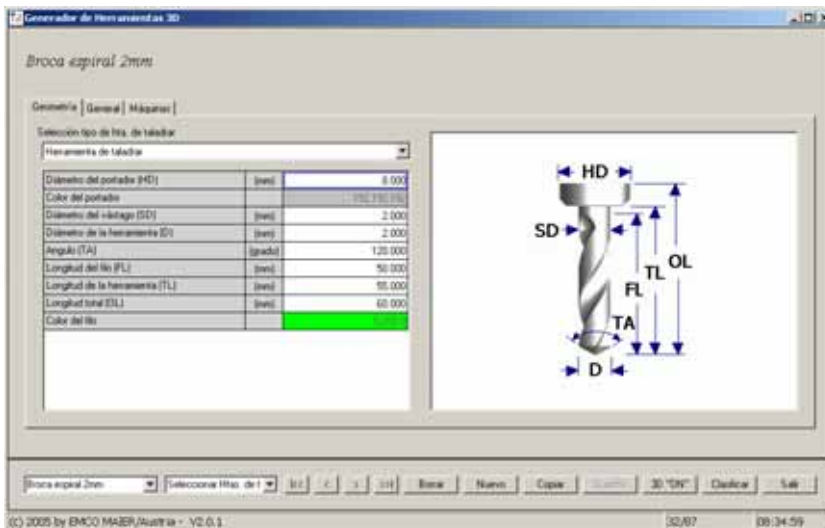 Generador de Herramientas 3D
Broca espiral 2mm
Geometría General Máquinas
Selección tipo de hta. de taladrar
Herramienta de taladrar
Diámetro del portador (HD) [mm] 8.000
Color del portador
Diámetro del vástago (SD) [mm] 2.000
Diámetro de la herramienta (D) [mm] 2.000
Angulo (TA) [grados] 120.000
Longitud del filo (FL) [mm] 50.000
Longitud de la herramienta (TL) [mm] 55.000
Longitud total (OL) [mm] 60.000
Color del filo
HD
SD
OL
TL
FL
TA
D
Broca espiral 2mm Seleccionar Htas. de t |<< < > >>| Borrar Nuevo Copiar 3D "ON" Clasificar Salir
(c) 2005 by EMCO MAIER/Austria - V2.0.1 32/87 08:34:59